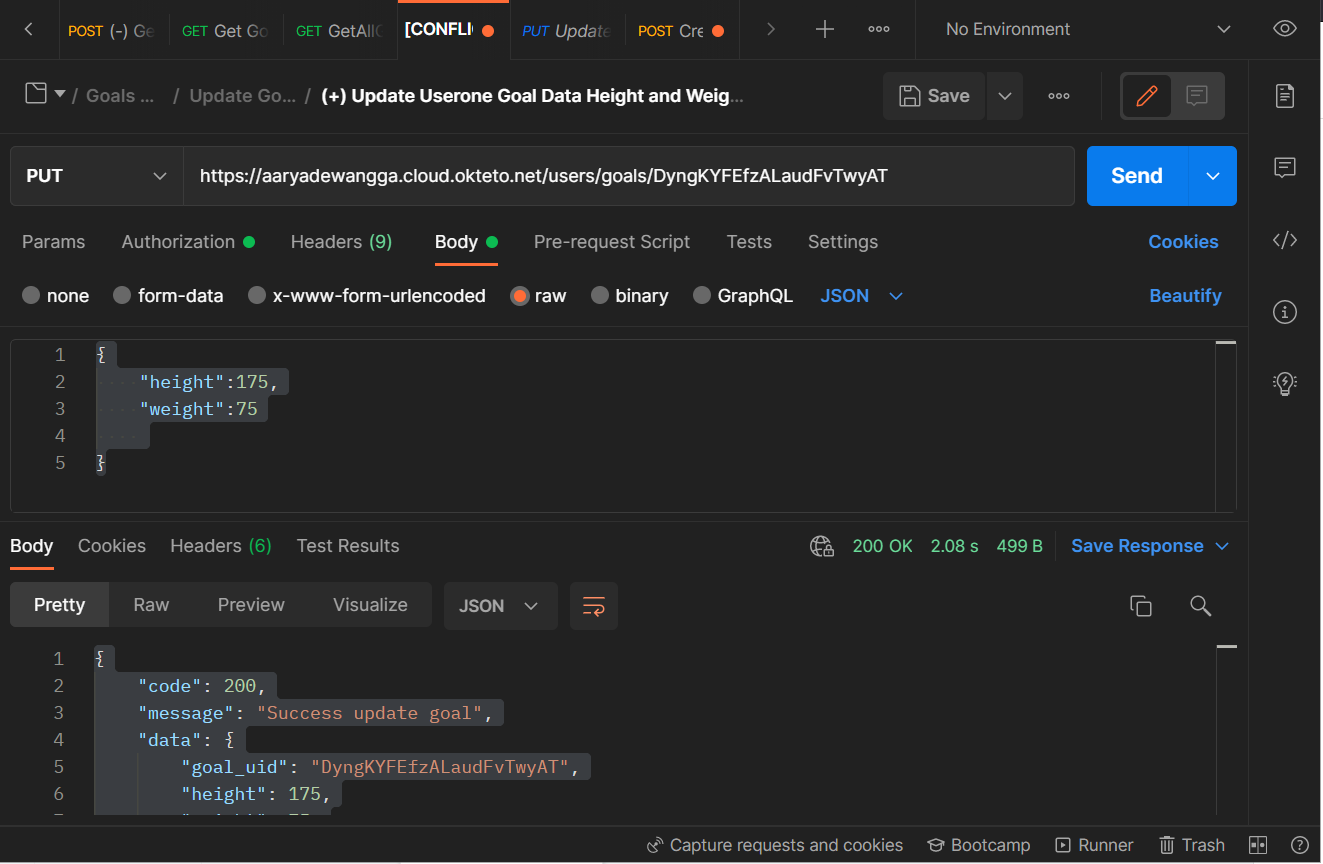 POST (-) Ge GET Get Go GET GetAllC [CONFLI PUT Update POST Cre No Environment
/ Goals ... / Update Go... / (+) Update Userone Goal Data Height and Weig... Save
PUT https://aaryadewangga.cloud.okteto.net/users/goals/DyngKYFEfzALaudFvTwyAT Send
Params Authorization Headers (9) Body Pre-request Script Tests Settings Cookies
none form-data x-www-form-urlencoded raw binary GraphQL JSON Beautify
1 {
2 "height":175,
3 "weight":75
4
5 }
Body Cookies Headers (6) Test Results 200 OK 2.08 s 499 B Save Response
Pretty Raw Preview Visualize JSON
1 {
2 "code": 200,
3 "message": "Success update goal",
4 "data": {
5 "goal_uid": "DyngKYFEfzALaudFvTwyAT",
6 "height": 175,
Capture requests and cookies Bootcamp Runner Trash